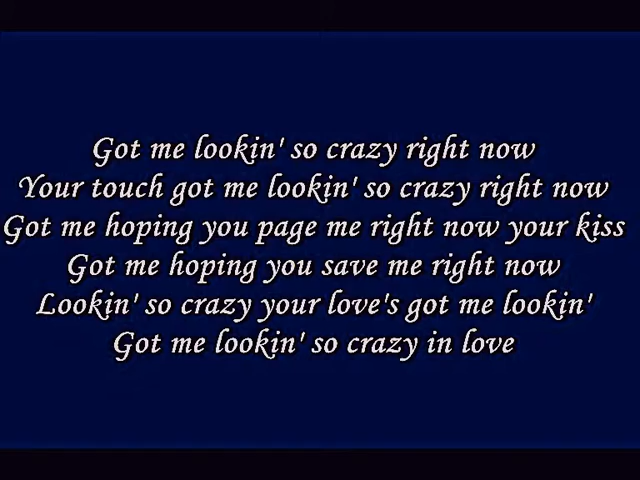 Got me lookin' so crazy right now
Your touch got me lookin' so crazy right now
Got me hoping you page me right now your kiss
Got me hoping you save me right now
Lookin' so crazy your love's got me lookin'
Got me lookin' so crazy in love